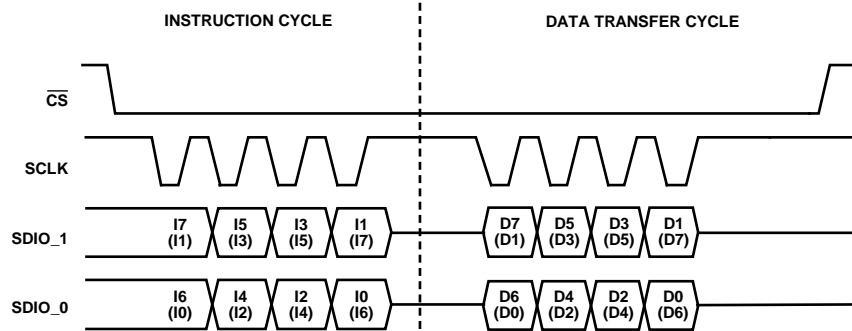 INSTRUCTION CYCLE DATA TRANSFER CYCLE
CS
SCLK
SDIO_1 I7 I5 I3 I1 D7 D5 D3 D1
(I1) (I3) (I5) (I7) (D1) (D3) (D5) (D7)
SDIO_0 I6 I4 I2 I0 D6 D4 D2 D0
(I0) (I2) (I4) (I6) (D0) (D2) (D4) (D6)